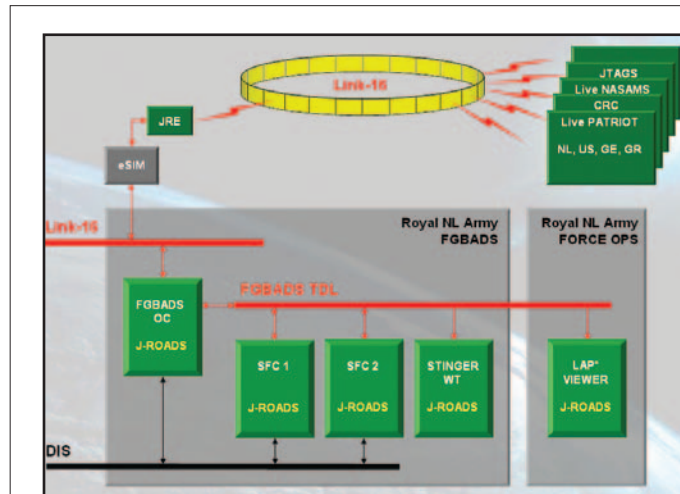 Link-16
JTAGS
Live NASAMS
CRC
Live PATRIOT
NL, US, GE, GR
JRE
eSIM
Link-16
Royal NL Army
FGBADS
Royal NL Army
FORCE OPS
FGBADS TDL
FGBADS
OC
J-ROADS
SFC 1
J-ROADS
SFC 2
J-ROADS
STINGER
WT
J-ROADS
LAP*
VIEWER
J-ROADS
DIS